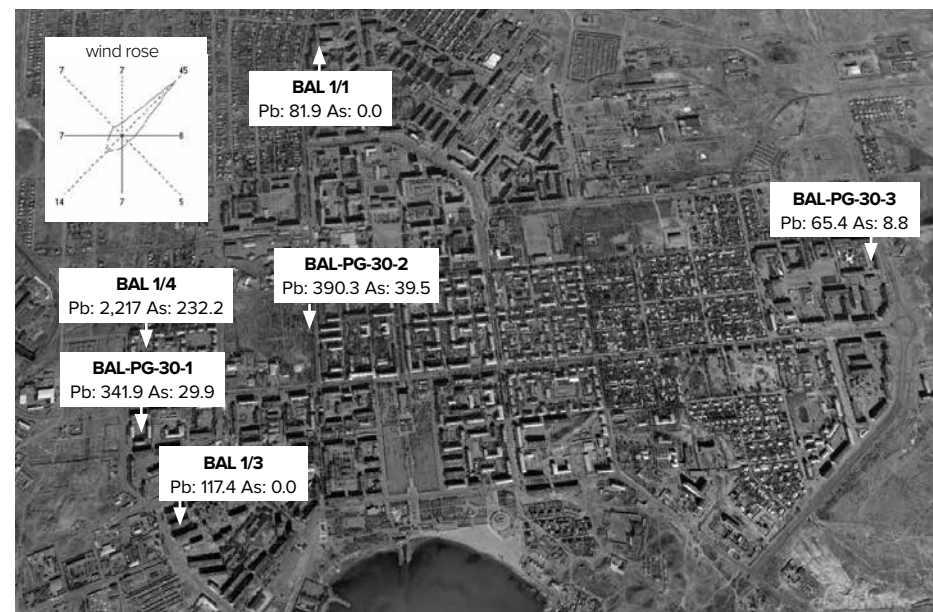 wind rose
7
7
45
7
8
14
7
5
BAL 1/1
Pb: 81.9 As: 0.0
BAL-PG-30-3
Pb: 65.4 As: 8.8
BAL-PG-30-2
Pb: 390.3 As: 39.5
BAL 1/4
Pb: 2,217 As: 232.2
BAL-PG-30-1
Pb: 341.9 As: 29.9
BAL 1/3
Pb: 117.4 As: 0.0